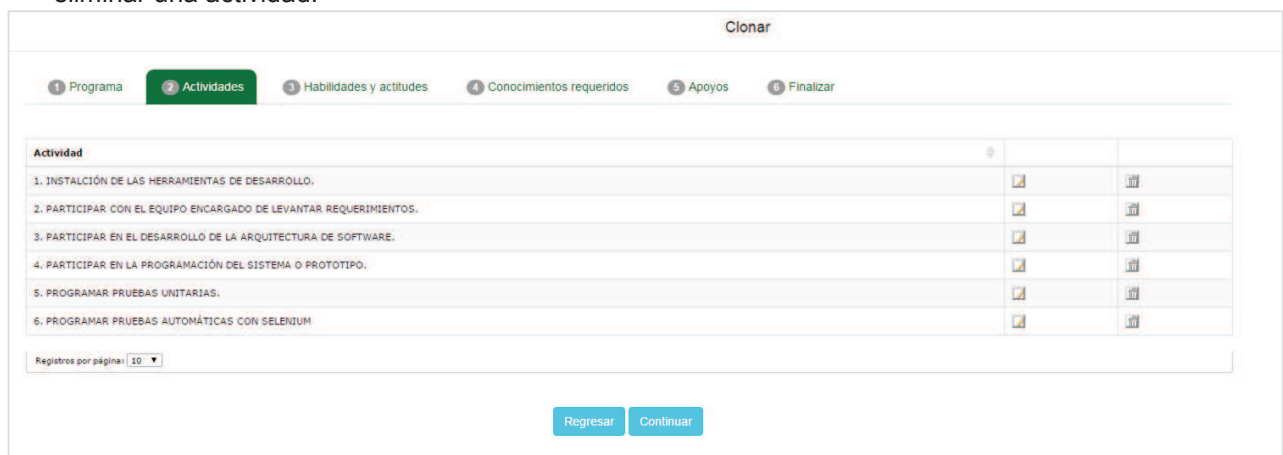 eliminar una actividad.
Clonar
1 Programa 2 Actividades 3 Habilidades y actitudes 4 Conocimientos requeridos 5 Apoyos 6 Finalizar
Actividad
1. INSTALCIÓN DE LAS HERRAMIENTAS DE DESARROLLO.
2. PARTICIPAR CON EL EQUIPO ENCARGADO DE LEVANTAR REQUERIMIENTOS.
3. PARTICIPAR EN EL DESARROLLO DE LA ARQUITECTURA DE SOFTWARE.
4. PARTICIPAR EN LA PROGRAMACIÓN DEL SISTEMA O PROTOTIPO.
5. PROGRAMAR PRUEBAS UNITARIAS.
6. PROGRAMAR PRUEBAS AUTOMÁTICAS CON SELENIUM
Registros por página: 10
Regresar Continuar